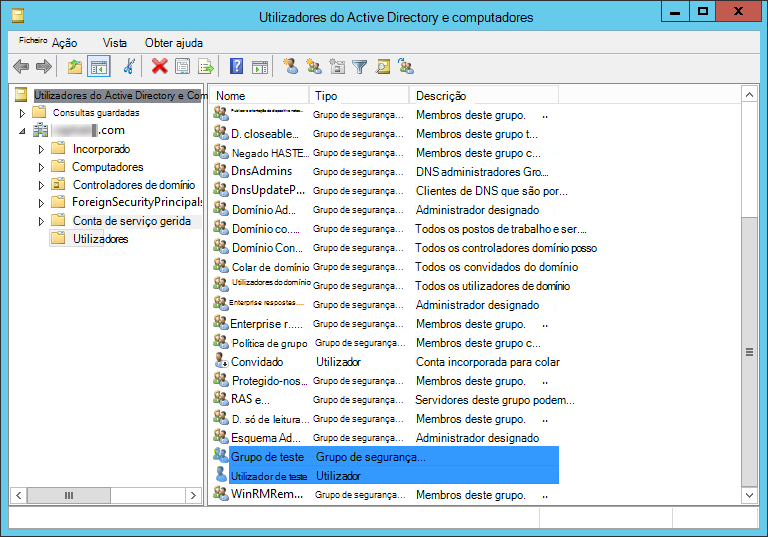 Utilizadores do Active Directory e computadores
Ficheiro Ação Vista Obter ajuda
Utilizadores do Active Directory e Com
Consultas guardadas
.com
Incorporado
Computadores
Controladores de domínio
ForeignSecurityPrincipals
Conta de serviço gerida
Utilizadores
Nome Tipo Descrição
Grupo de segurança... Membros deste grupo. ..
D. closeable... Grupo de segurança... Membros deste grupo t...
Negado HASTE... Grupo de segurança... Membros deste grupo c...
DnsAdmins Grupo de segurança... DNS administradores Gro...
DnsUpdateP... Grupo de segurança... Clientes de DNS que são por...
Domínio Ad... Grupo de segurança... Administrador designado
Domínio co.... Grupo de segurança... Todos os postos de trabalho e ser....
Domínio Con... Grupo de segurança... Todos os controladores domínio posso
Colar de domínio Grupo de segurança... Todos os convidados do domínio
Utilizadores do domínio Grupo de segurança... Todos os utilizadores de domínio
Enterprise respostas.... Grupo de segurança... Administrador designado
Enterprise r..... Grupo de segurança... Membros deste grupo. ..
Política de grupo Grupo de segurança... Membros deste grupo c...
Convidado Utilizador Conta incorporada para colar
Protegido-nos... Grupo de segurança... Membros deste grupo. ..
RAS e... Grupo de segurança... Servidores deste grupo podem...
D. só de leitura... Grupo de segurança... Membros deste grupo. ..
Esquema Ad... Grupo de segurança... Administrador designado
Grupo de teste Grupo de segurança...
Utilizador de teste Utilizador
WinRMRem... Grupo de segurança... Membros deste grupo. ..